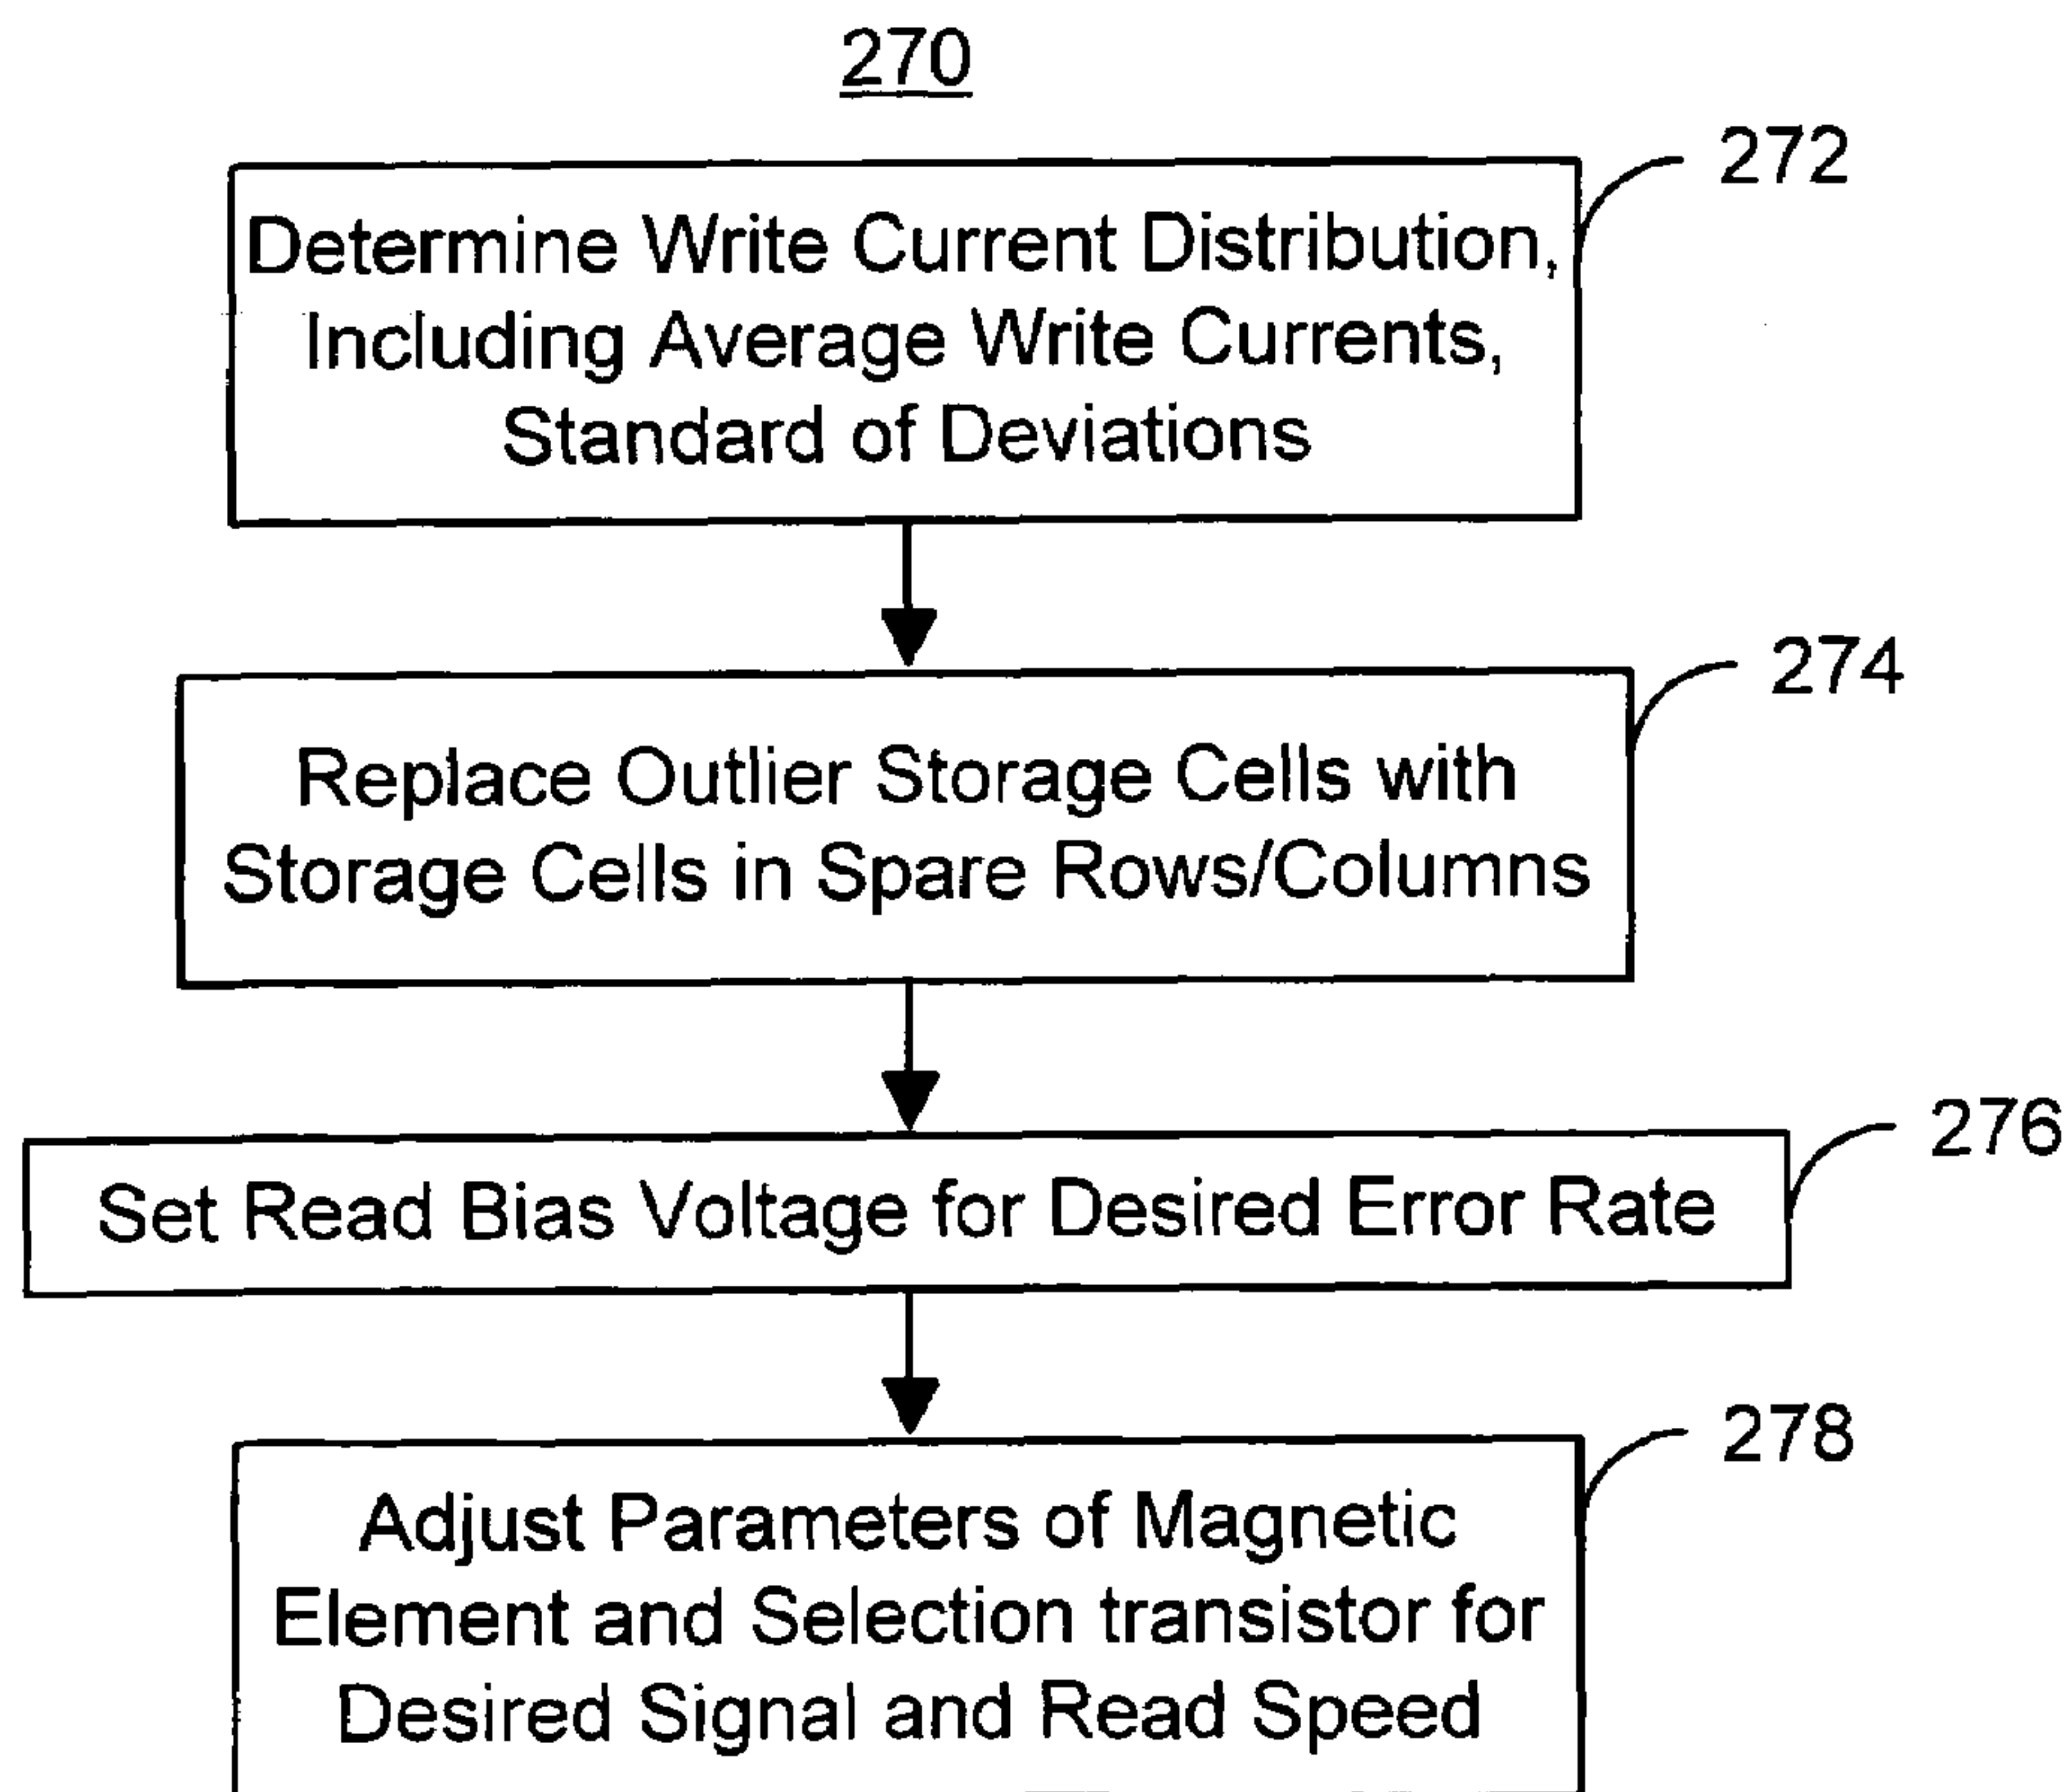 270
272
Determine Write Current Distribution,
Including Average Write Currents,
Standard of Deviations
274
Replace Outlier Storage Cells with
Storage Cells in Spare Rows/Columns
276
Set Read Bias Voltage for Desired Error Rate
278
Adjust Parameters of Magnetic
Element and Selection transistor for
Desired Signal and Read Speed